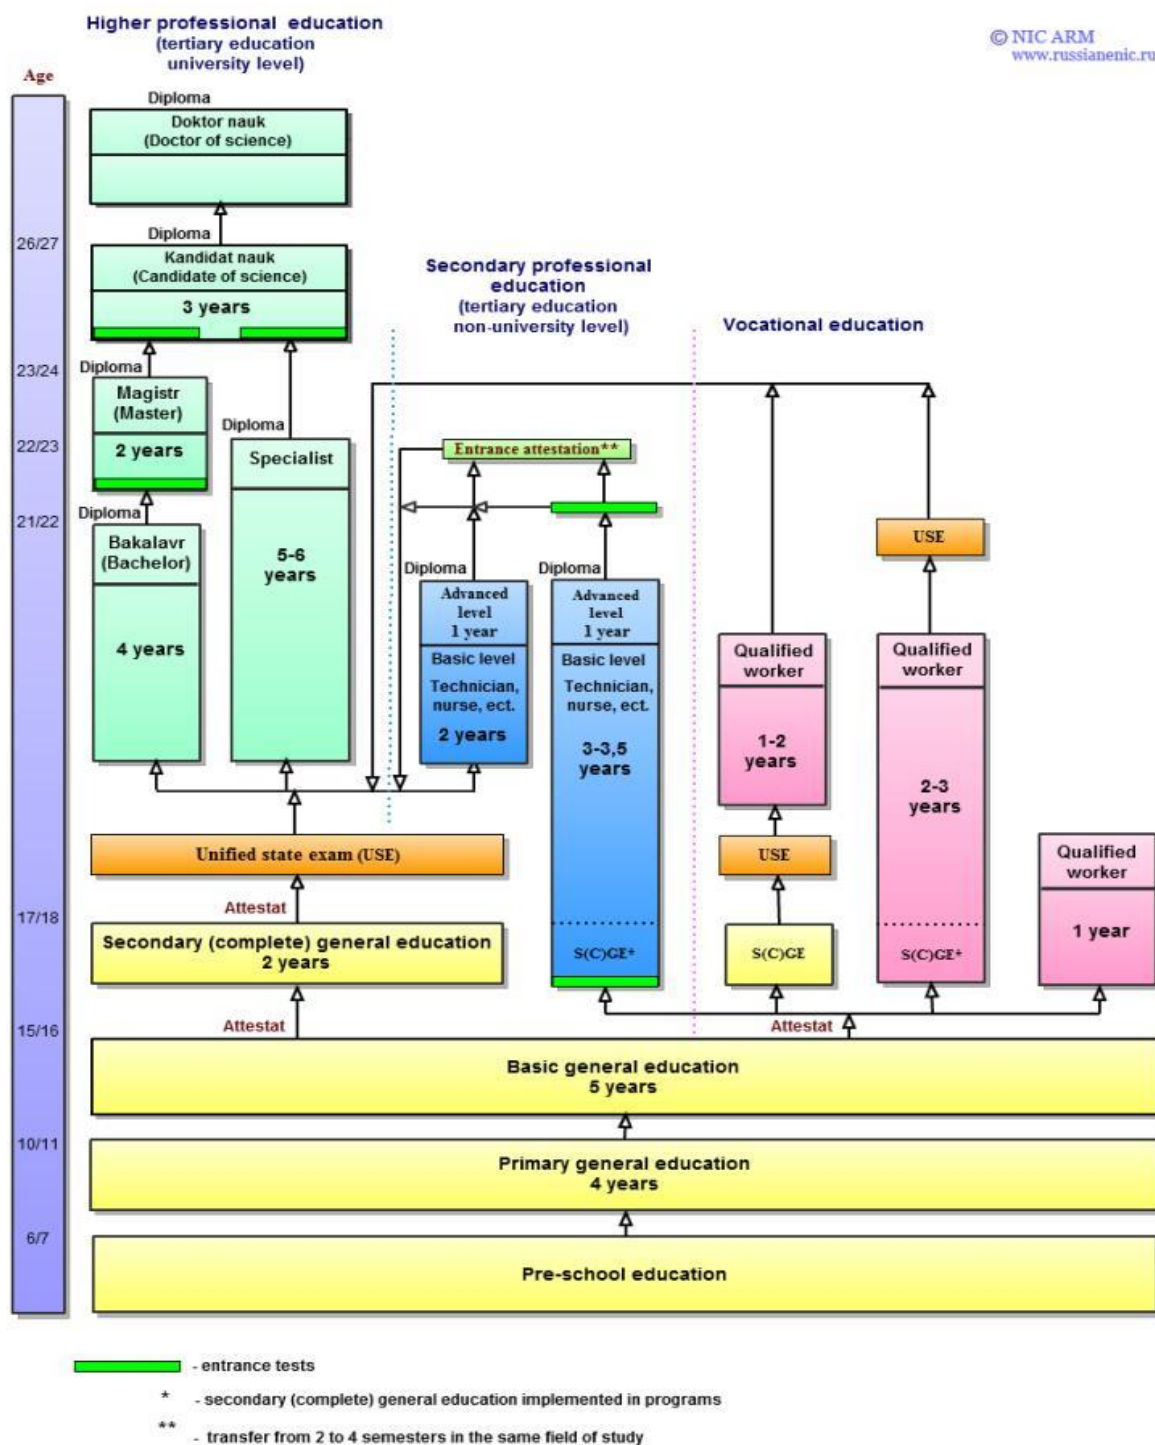 Higher professional education
(tertiary education
university level)
© NIC ARM
www.russianenic.ru
Age
Diploma
Doktor nauk
(Doctor of science)
26/27
Diploma
Kandidat nauk
(Candidate of science)
3 years
Secondary professional
education
(tertiary education
non-university level)
Vocational education
23/24
Diploma
Magistr
(Master)
2 years
Diploma
Specialist
5-6
years
22/23
Entrance attestation**
21/22
Diploma
Bakalavr
(Bachelor)
4 years
USE
Diploma
Advanced
level
1 year
Basic level
Technician,
nurse, ect.
2 years
Diploma
Advanced
level
1 year
Basic level
Technician,
nurse, ect.
3-3,5
years
S(C)GE*
Qualified
worker
1-2
years
USE
S(C)GE
Qualified
worker
2-3
years
S(C)GE*
Qualified
worker
1 year
Unified state exam (USE)
Attestat
17/18
Secondary (complete) general education
2 years
15/16
Attestat
Attestat
Basic general education
5 years
10/11
Primary general education
4 years
6/7
Pre-school education
- entrance tests
* - secondary (complete) general education implemented in programs
** - transfer from 2 to 4 semesters in the same field of study